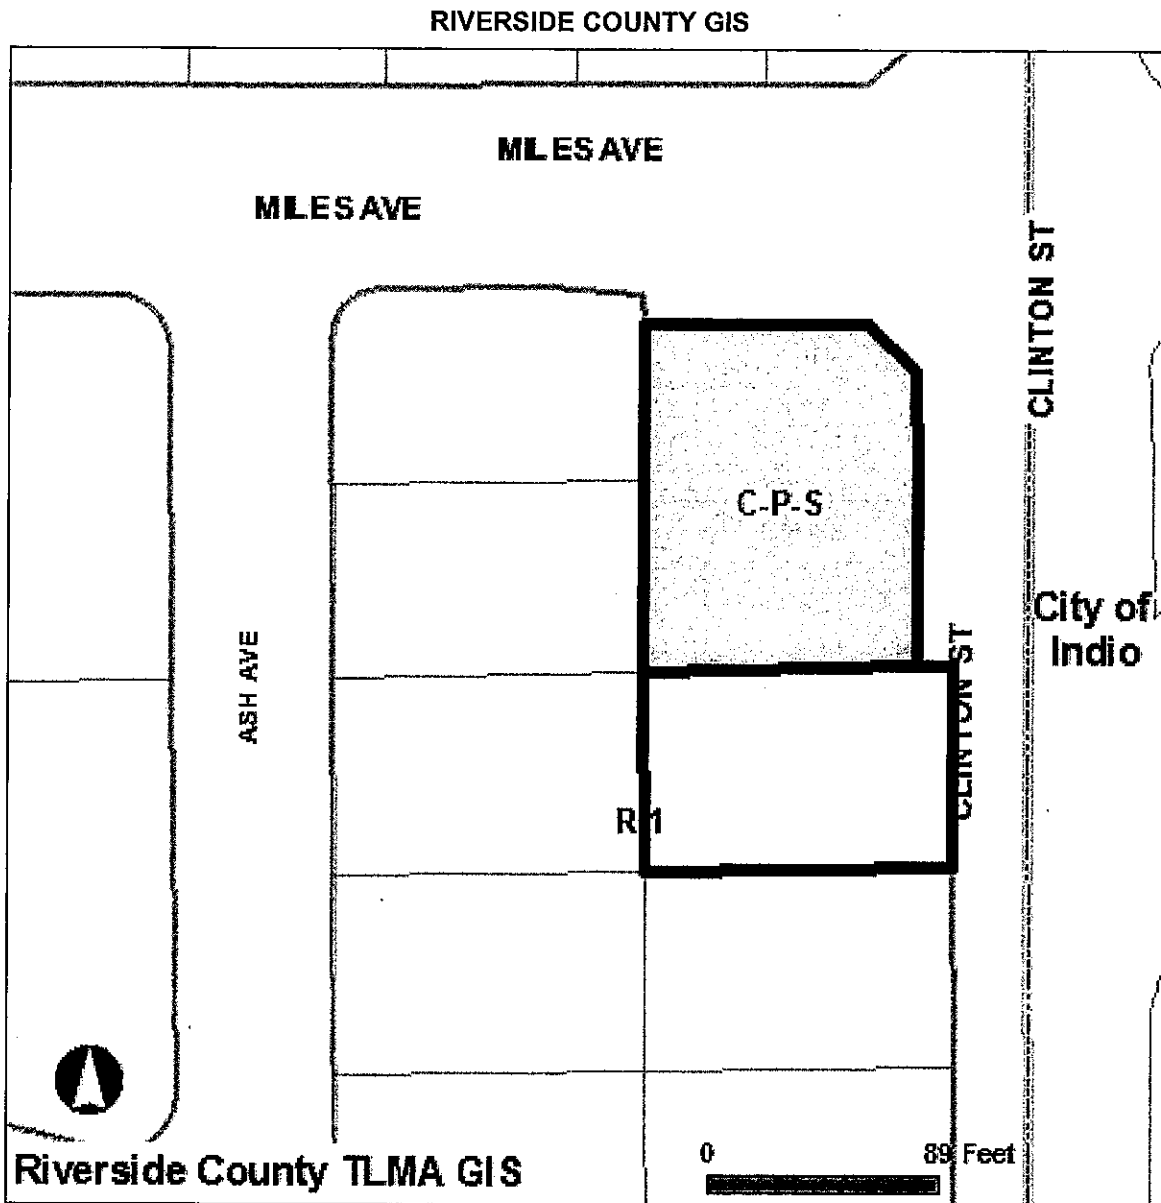 RIVERSIDE COUNTY GIS
MILES AVE
MILES AVE
CLINTON ST
C-P-S
City of
Indio
CLINTON ST
ASH AVE
R-1
0 89 Feet
Riverside County TLMA GIS